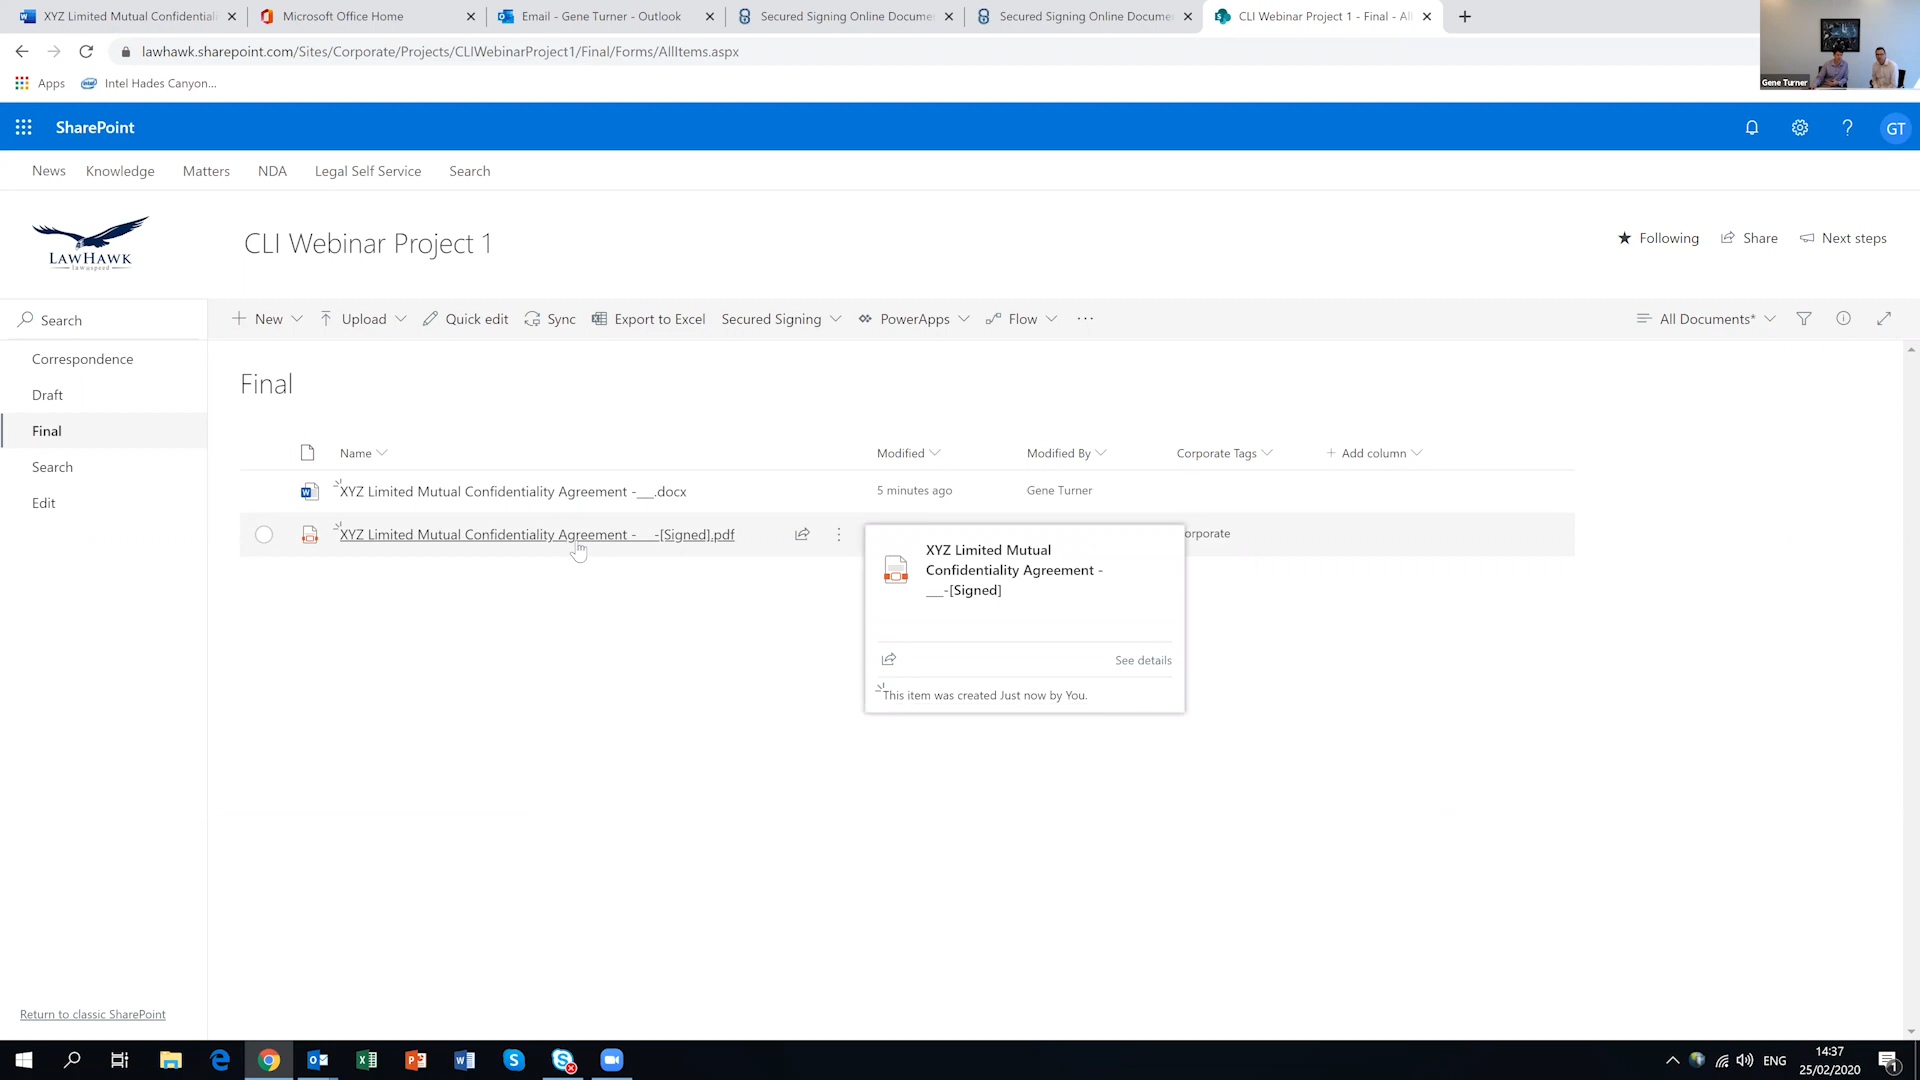 XYZ Limited Mutual Confidentiali
Microsoft Office Home
Email - Gene Turner - Outlook
Secured Signing Online Docume
Secured Signing Online Docume
CLI Webinar Project 1 - Final - Al
lawhawk.sharepoint.com/Sites/Corporate/Projects/CLIWebinarProject1/Final/Forms/AllItems.aspx
Apps
Intel Hades Canyon...
Gene Turner
SharePoint
GT
News
Knowledge
Matters
NDA
Legal Self Service
Search
LAWHAWK
law@speed
CLI Webinar Project 1
Following
Share
Next steps
Search
New
Upload
Quick edit
Sync
Export to Excel
Secured Signing
PowerApps
Flow
All Documents*
Correspondence
Draft
Final
Search
Edit
Final
Name
Modified
Modified By
Corporate Tags
Add column
XYZ Limited Mutual Confidentiality Agreement -___.docx
5 minutes ago
Gene Turner
XYZ Limited Mutual Confidentiality Agreement -___-[Signed].pdf
orporate
XYZ Limited Mutual
Confidentiality Agreement -
___-[Signed]
See details
This item was created Just now by You.
Return to classic SharePoint
ENG
14:37
25/02/2020
1